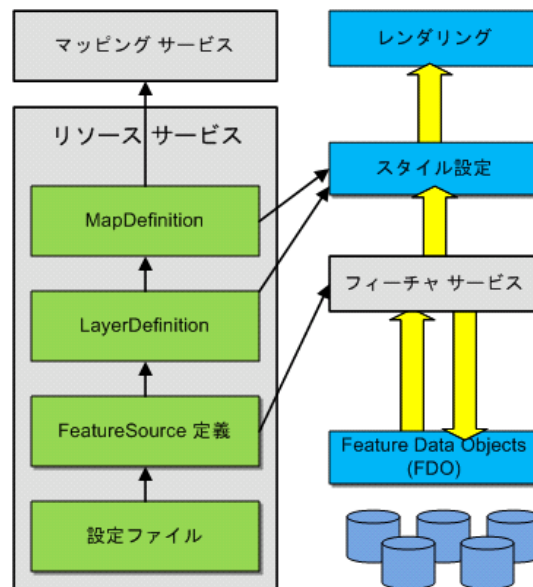 マッピング サービス
リソース サービス
MapDefinition
LayerDefinition
FeatureSource 定義
設定ファイル
レンダリング
スタイル設定
フィーチャ サービス
Feature Data Objects
(FDO)